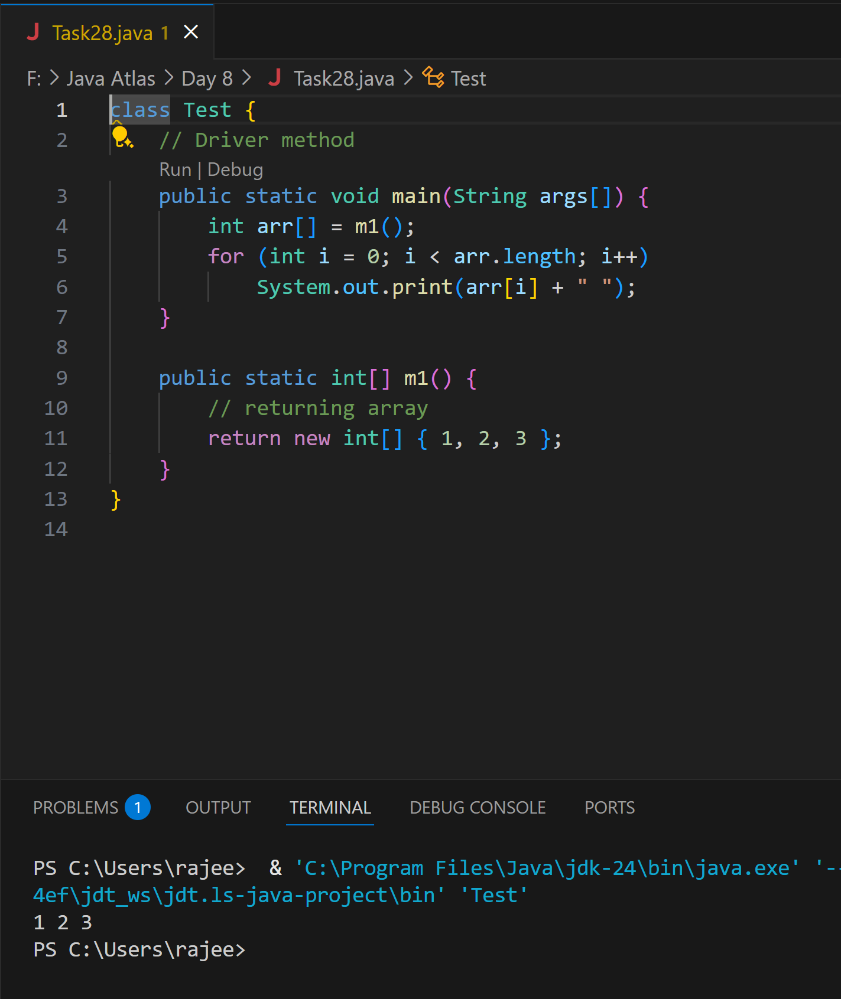 J Task28.java 1
F: > Java Atlas > Day 8 > J Task28.java > Test
1 class Test {
2 // Driver method
Run | Debug
3 public static void main(String args[]) {
4 int arr[] = m1();
5 for (int i = 0; i < arr.length; i++)
6 System.out.print(arr[i] + " ");
7 }
8
9 public static int[] m1() {
10 // returning array
11 return new int[] { 1, 2, 3 };
12 }
13 }
14
PROBLEMS 1 OUTPUT TERMINAL DEBUG CONSOLE PORTS
PS C:\Users\rajee>  & 'C:\Program Files\Java\jdk-24\bin\java.exe' '--
4ef\jdt_ws\jdt.ls-java-project\bin' 'Test'
1 2 3
PS C:\Users\rajee>